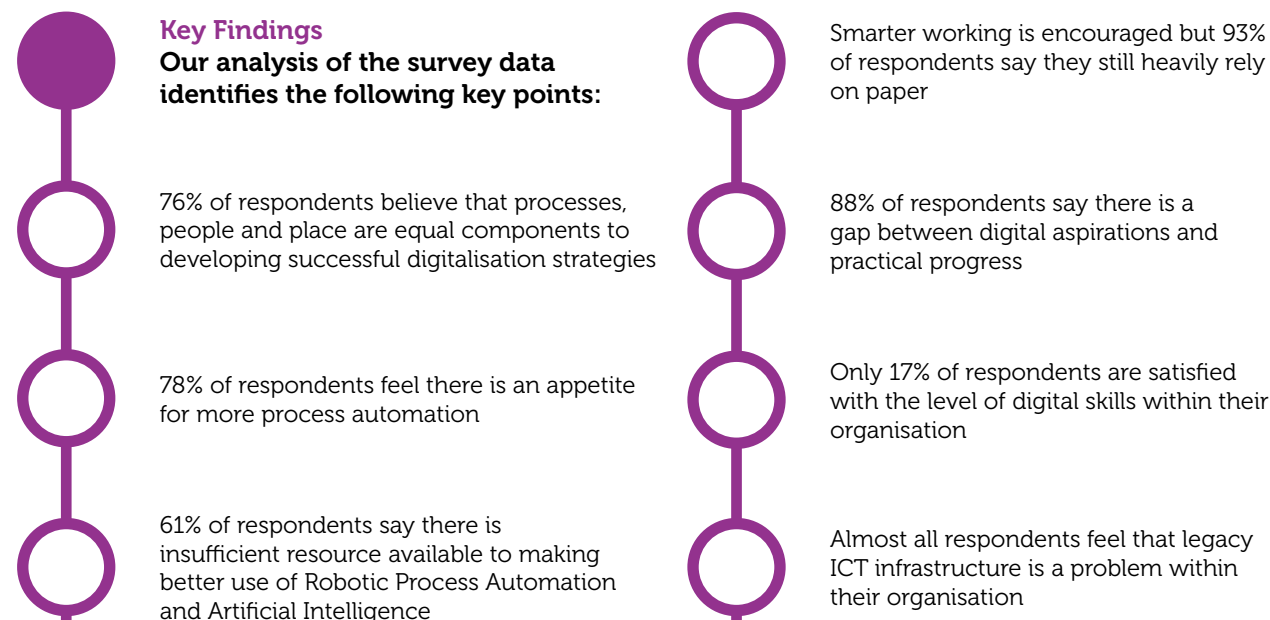 Key Findings
Our analysis of the survey data
identifies the following key points:
76% of respondents believe that processes,
people and place are equal components to
developing successful digitalisation strategies
78% of respondents feel there is an appetite
for more process automation
61% of respondents say there is
insufficient resource available to making
better use of Robotic Process Automation
and Artificial Intelligence
Smarter working is encouraged but 93%
of respondents say they still heavily rely
on paper
88% of respondents say there is a
gap between digital aspirations and
practical progress
Only 17% of respondents are satisfied
with the level of digital skills within their
organisation
Almost all respondents feel that legacy
ICT infrastructure is a problem within
their organisation